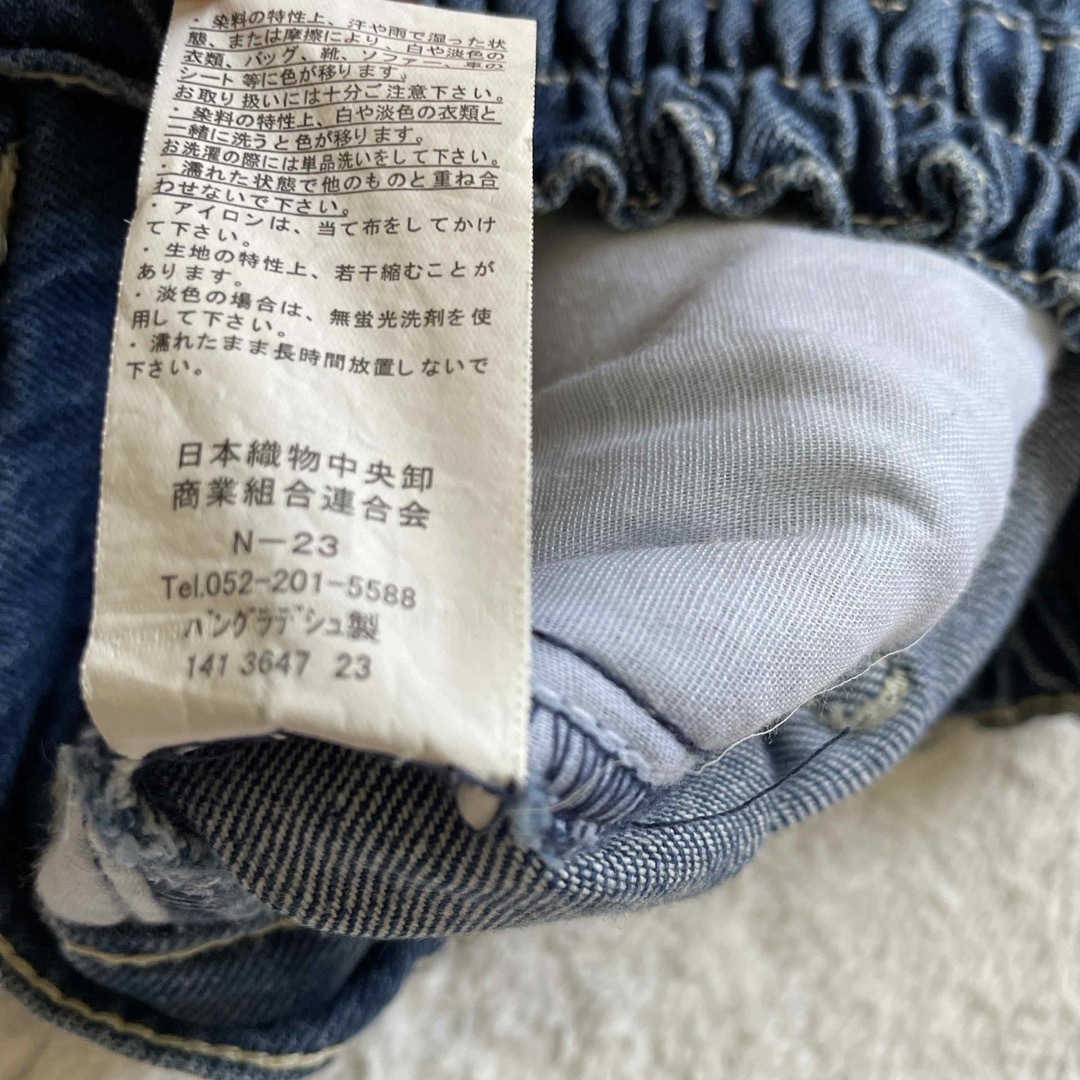 ・染料の特性上、汗や雨で湿った状
態、または摩擦により、白や淡色の
衣類、バッグ、靴、ソファー、車の
シート等に色が移ります。
お取り扱いには十分ご注意下さい。
・染料の特性上、白や淡色の衣類と
一緒に洗うと色が移ります。
お洗濯の際には単品洗いをして下さい。
・濡れた状態で他のものと重ね合
わせないで下さい。
・アイロンは、当て布をしてかけ
て下さい。
・生地の特性上、若干縮むことが
あります。
・淡色の場合は、無蛍光洗剤を使
用して下さい。
・濡れたまま長時間放置しないで
下さい。
日本織物中央卸
商業組合連合会
N-23
Tel.052-201-5588
バングラデシュ製
141 3647 23